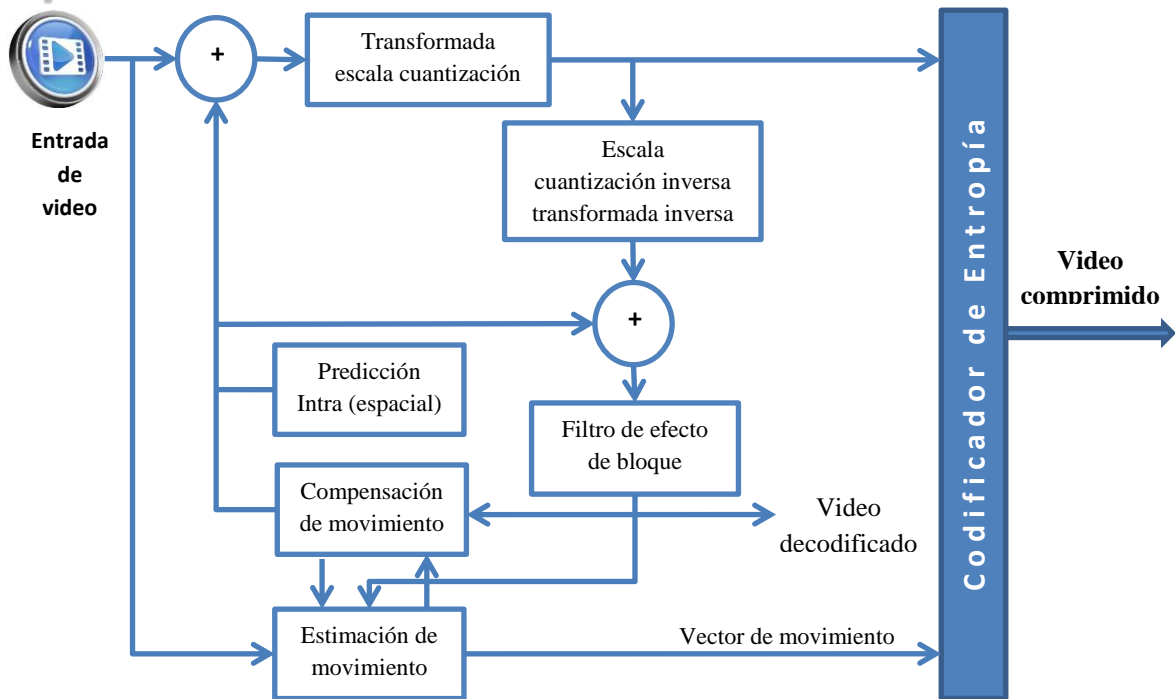 Entrada
de
video
+
Transformada
escala cuantización
Escala
cuantización inversa
transformada inversa
+
Predicción
Intra (espacial)
Filtro de efecto
de bloque
Compensación
de movimiento
Video
decodificado
Estimación de
movimiento
Vector de movimiento
Codificador de Entropía
Video
comprimido